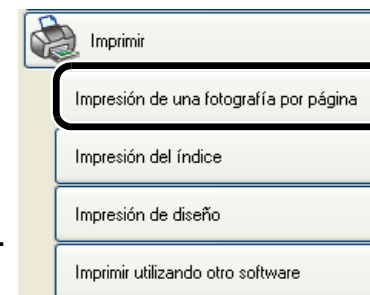 Imprimir
Impresión de una fotografía por página
Impresión del índice
Impresión de diseño
Imprimir utilizando otro software